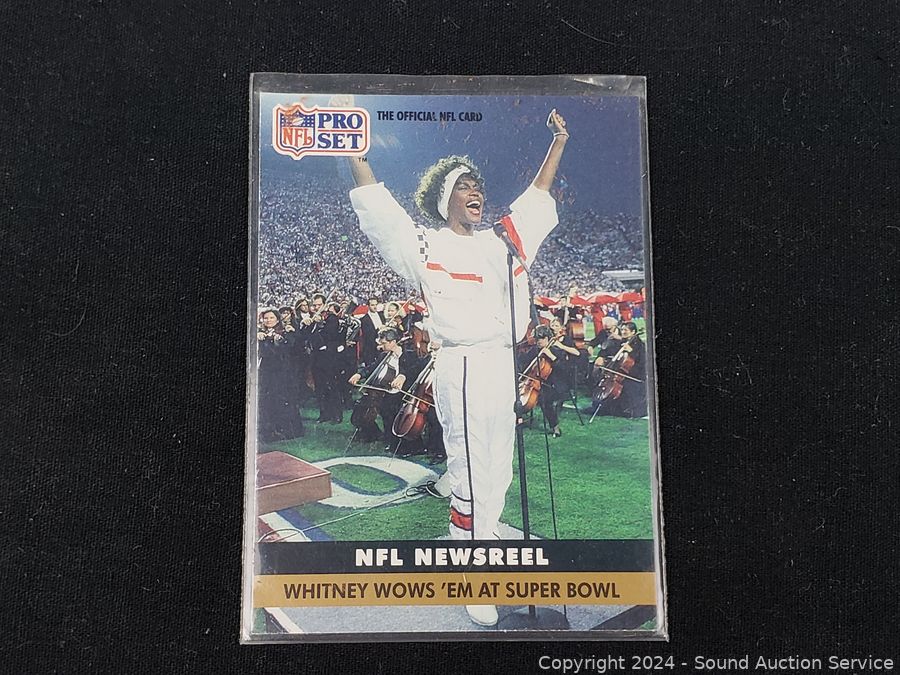 NFL
PRO
SET
TM
THE OFFICIAL NFL CARD
NFL NEWSREEL
WHITNEY WOWS 'EM AT SUPER BOWL
Copyright 2024 - Sound Auction Service